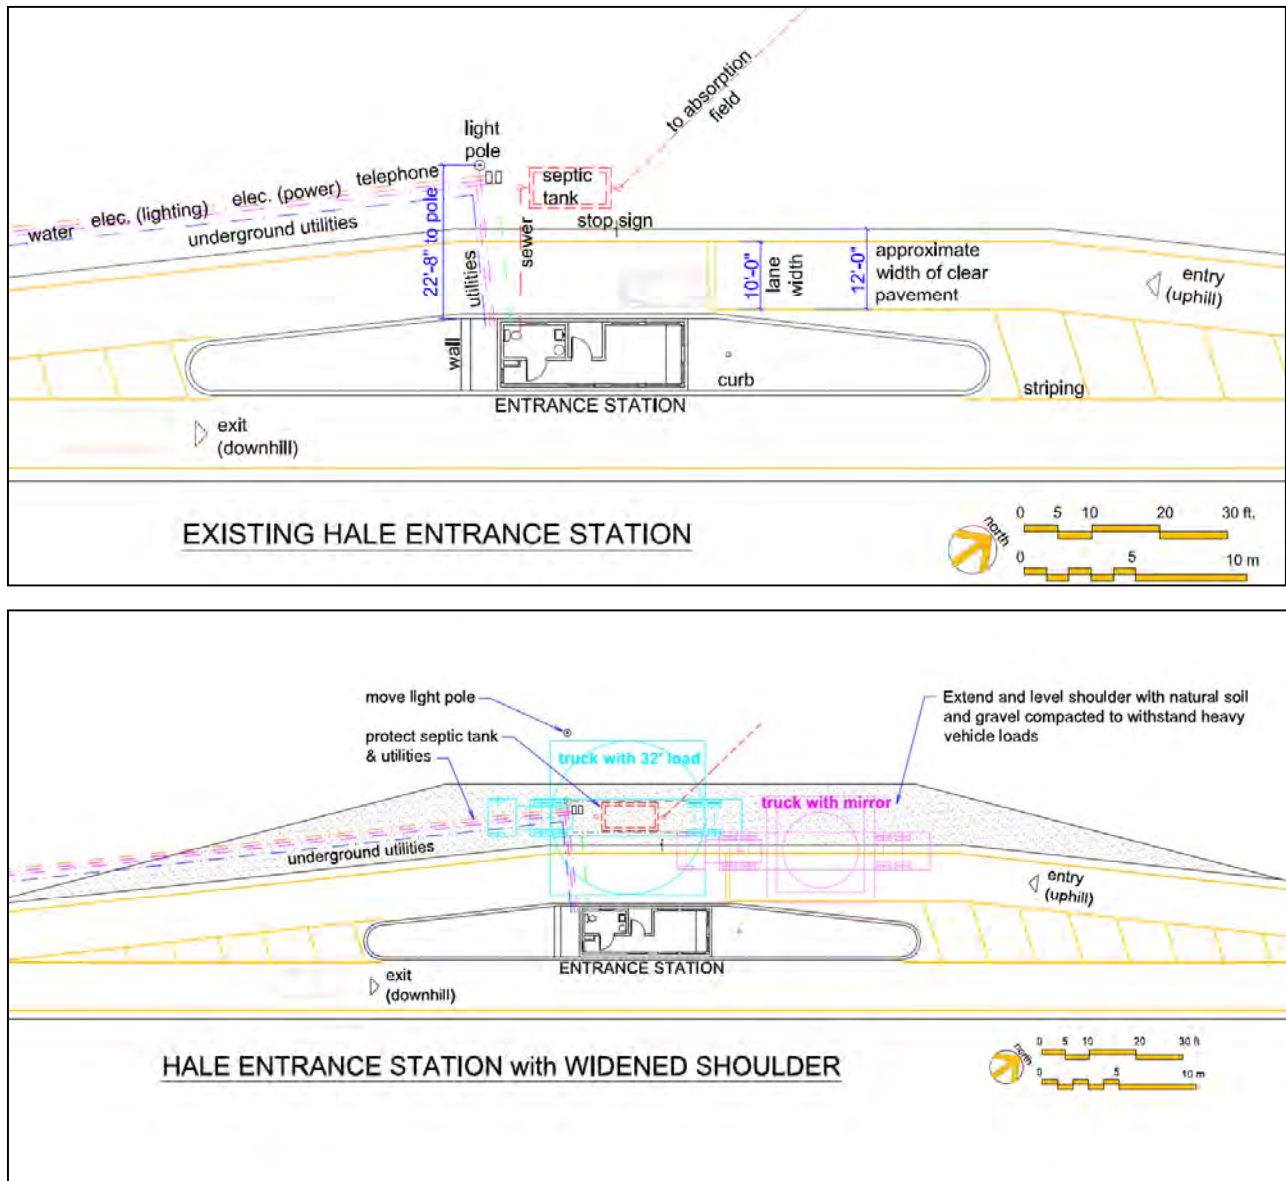 to absorption
field
light
pole
septic
tank
telephone
elec. (power)
elec. (lighting)
water
underground utilities
22'-8" to pole
utilities
sewer
stop sign
10'-0"
lane
width
12'-0"
approximate
width of clear
pavement
entry
(uphill)
wall
curb
striping
ENTRANCE STATION
exit
(downhill)
EXISTING HALE ENTRANCE STATION
north
0 5 10 20 30 ft.
0 5 10 m
move light pole
protect septic tank
& utilities
truck with 32' load
Extend and level shoulder with natural soil
and gravel compacted to withstand heavy
vehicle loads
truck with mirror
underground utilities
entry
(uphill)
ENTRANCE STATION
exit
(downhill)
HALE ENTRANCE STATION with WIDENED SHOULDER
north
0 5 10 20 30 ft
0 5 10 m